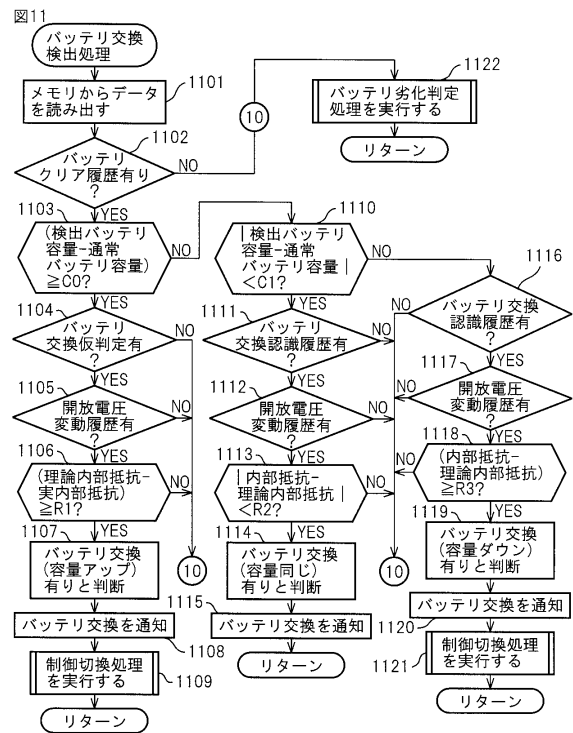 図11
バッテリ交換
検出処理
1101
メモリからデータ
を読み出す
1102
バッテリ
クリア履歴有り
?
NO
YES
10
1122
バッテリ劣化判定
処理を実行する
リターン
1103
(検出バッテリ
容量-通常
バッテリ容量)
≧C0?
NO
YES
1104
バッテリ
交換仮判定有
?
NO
YES
1105
開放電圧
変動履歴有
?
NO
YES
1106
(理論内部抵抗-
実内部抵抗)
≧R1?
NO
YES
10
1107
バッテリ交換
(容量アップ)
有りと判断
バッテリ交換を通知
1108
制御切換処理
を実行する
1109
リターン
1110
|検出バッテリ
容量-通常
バッテリ容量|
<C1?
NO
YES
1111
バッテリ
交換認識履歴有
?
NO
YES
1112
開放電圧
変動履歴有
?
NO
YES
1113
|内部抵抗-
理論内部抵抗|
<R2?
NO
YES
10
1114
バッテリ交換
(容量同じ)
有りと判断
1115
バッテリ交換を通知
リターン
1116
バッテリ交換
認識履歴有
?
NO
YES
1117
開放電圧
変動履歴有
?
NO
YES
1118
(内部抵抗-
理論内部抵抗)
≧R3?
NO
YES
1119
バッテリ交換
(容量ダウン)
有りと判断
バッテリ交換を通知
1120
制御切換処理
を実行する
1121
リターン